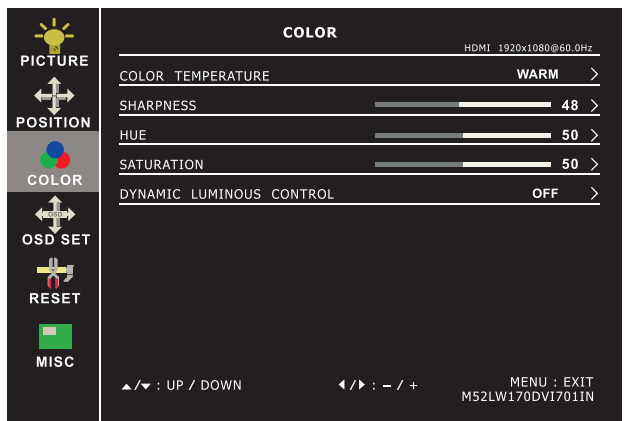 PICTURE
POSITION
COLOR
OSD
OSD SET
RESET
MISC
COLOR
HDMI 1920x1080@60.0Hz
COLOR TEMPERATURE WARM >
SHARPNESS 48 >
HUE 50 >
SATURATION 50 >
DYNAMIC LUMINOUS CONTROL OFF >
▲/▼ : UP / DOWN ◀/▶ : – / + MENU : EXIT
M52LW170DVI701IN